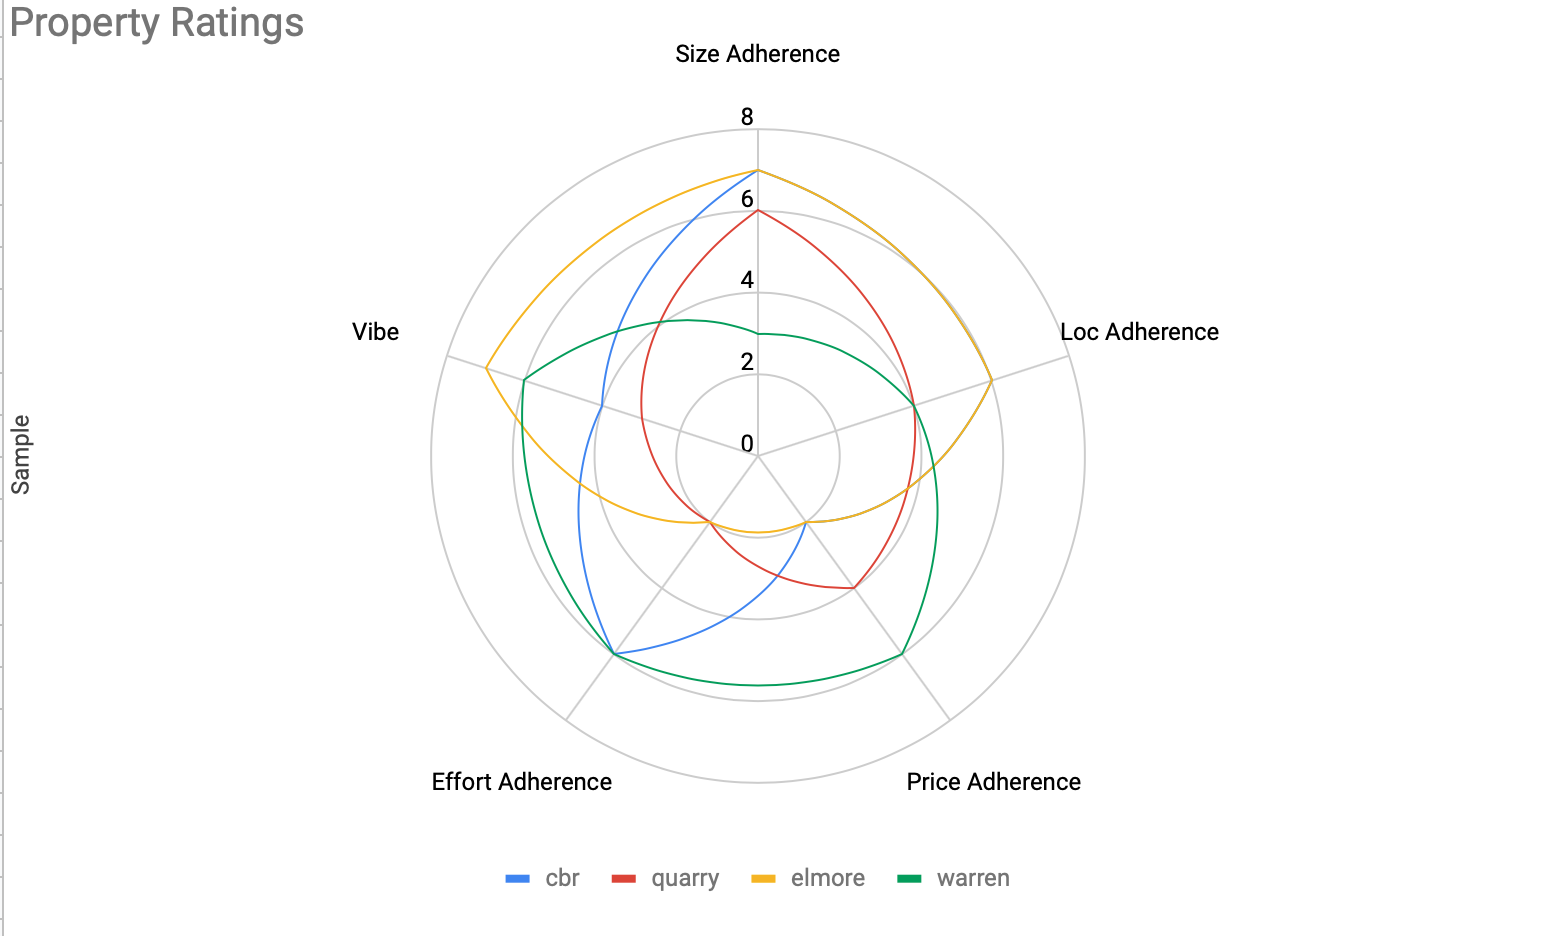 Property Ratings
Size Adherence
8
6
4
2
0
Loc Adherence
Vibe
Sample
Effort Adherence
Price Adherence
cbr quarry elmore warren